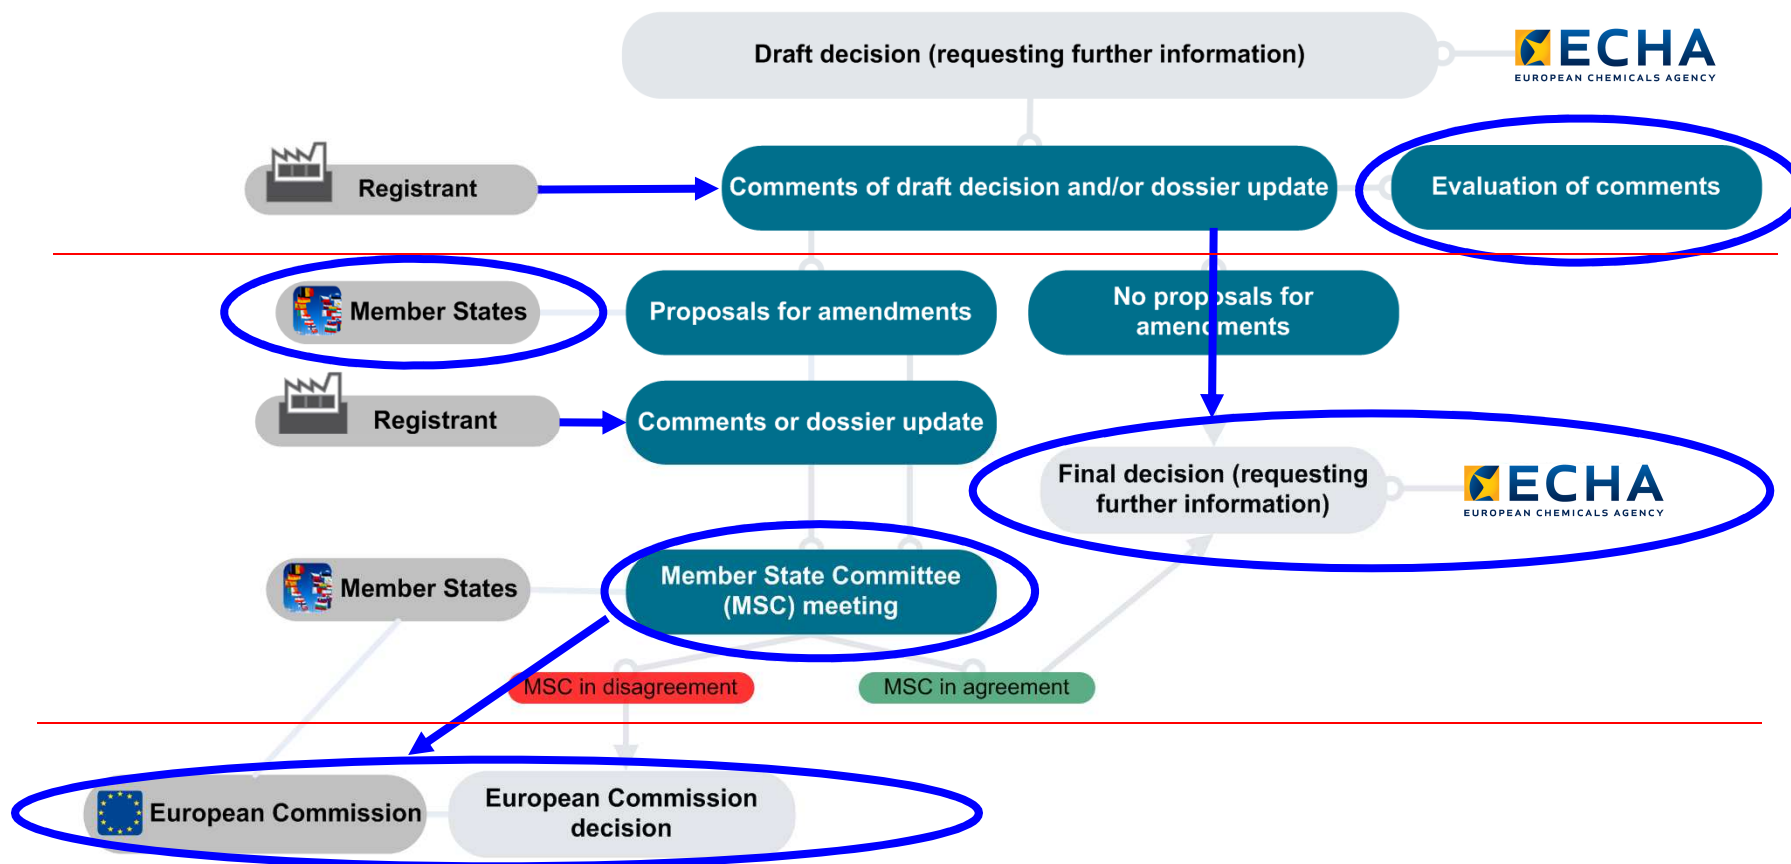 Draft decision (requesting further information)
ECHA
EUROPEAN CHEMICALS AGENCY
Registrant
Comments of draft decision and/or dossier update
Evaluation of comments
Member States
Proposals for amendments
No proposals for
amendments
Registrant
Comments or dossier update
Final decision (requesting
further information)
ECHA
EUROPEAN CHEMICALS AGENCY
Member States
Member State Committee
(MSC) meeting
MSC in disagreement
MSC in agreement
European Commission
European Commission
decision